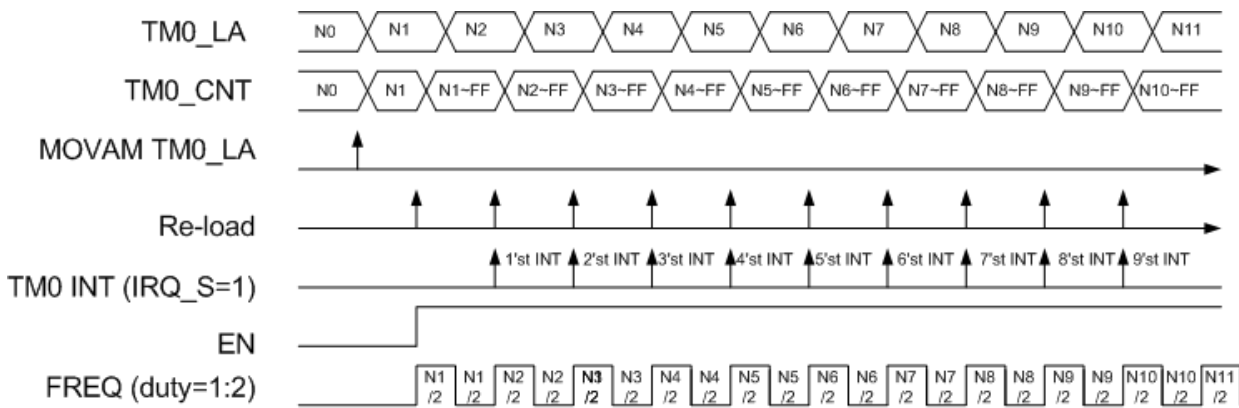 TM0_LA N0 N1 N2 N3 N4 N5 N6 N7 N8 N9 N10 N11
TM0_CNT N0 N1 N1~FF N2~FF N3~FF N4~FF N5~FF N6~FF N7~FF N8~FF N9~FF N10~FF
MOVAM TM0_LA
Re-load
TM0 INT (IRQ_S=1) 1'st INT 2'st INT 3'st INT 4'st INT 5'st INT 6'st INT 7'st INT 8'st INT 9'st INT
EN
FREQ (duty=1:2) N1 N1 N2 N2 N3 N4 N4 N5 N5 N6 N6 N7 N7 N8 N8 N9 N9 N10 N10 N11
/2 /2 /2 /2 /2 /2 /2 /2 /2 /2 /2 /2 /2 /2 /2 /2 /2 /2 /2 /2 /2